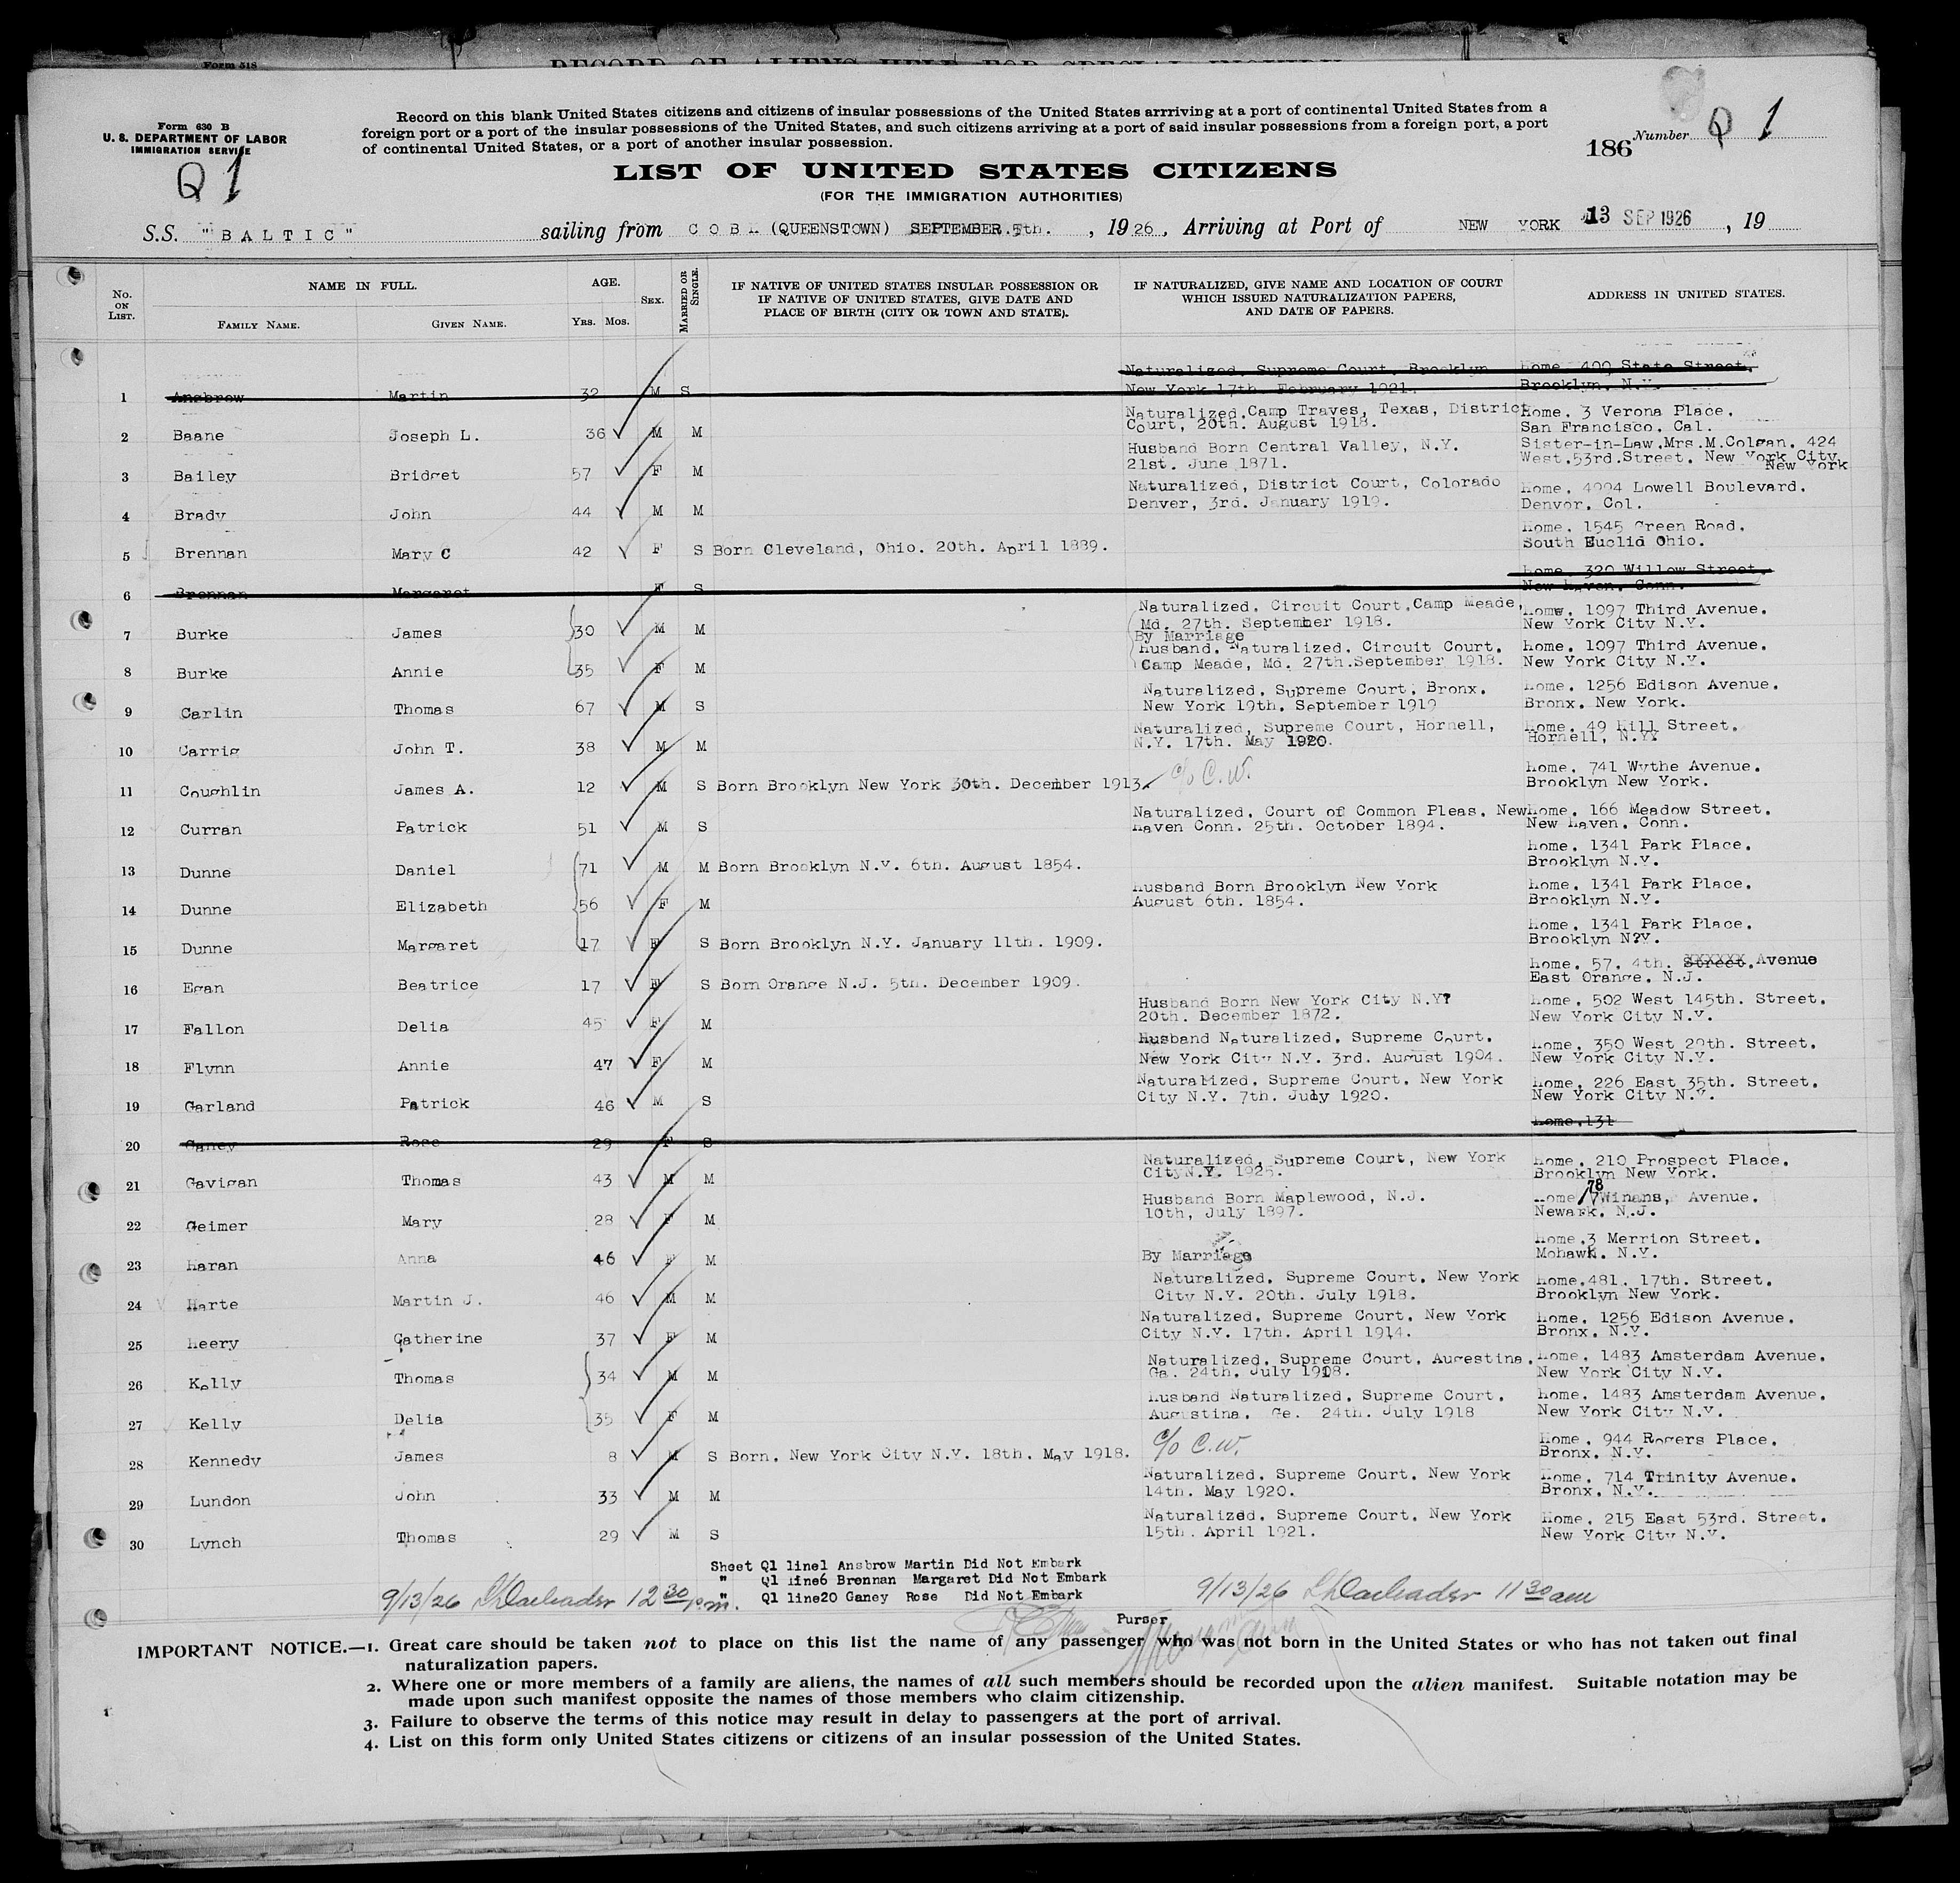 Form 518
RECORD OF ALIENS HELD FOR SPECIAL INQUIRY
Form 630 B
U. S. DEPARTMENT OF LABOR
IMMIGRATION SERVICE
Q 1
Record on this blank United States citizens and citizens of insular possessions of the United States arrriving at a port of continental United States from a
foreign port or a port of the insular possessions of the United States, and such citizens arriving at a port of said insular possessions from a foreign port, a port
of continental United States, or a port of another insular possession.
186 Number Q 1
LIST OF UNITED STATES CITIZENS
(FOR THE IMMIGRATION AUTHORITIES)
S.S. "BALTIC" sailing from COBH (QUEENSTOWN) SEPTEMBER.5th. , 1926, Arriving at Port of NEW YORK 13 SEP 1926 , 19
No. ON LIST. NAME IN FULL. FAMILY NAME. GIVEN NAME. AGE. YRS. MOS. SEX. MARRIED OR SINGLE. IF NATIVE OF UNITED STATES INSULAR POSSESSION OR IF NATIVE OF UNITED STATES, GIVE DATE AND PLACE OF BIRTH (CITY OR TOWN AND STATE). IF NATURALIZED, GIVE NAME AND LOCATION OF COURT WHICH ISSUED NATURALIZATION PAPERS, AND DATE OF PAPERS. ADDRESS IN UNITED STATES.
1 Ansbrow Martin 32 M S Naturalized. Supreme Court. Brooklyn New York 17th. February 1921. Home. 409 State Street. Brooklyn. N.Y.
2 Baane Joseph L. 36 M M Naturalized.Camp Traves, Texas, District Court, 20th. August 1918. Home. 3 Verona Place. San Francisco. Cal.
3 Bailey Bridget 57 F M Husband Born Central Valley, N.Y. 21st. June 1871. Sister-in-Law.Mrs.M.Colgan. 424 West.53rd.Street. New York City New York
4 Brady John 44 M M Naturalized, District Court, Colorado Denver, 3rd. January 1919. Home. 4994 Lowell Boulevard. Denvor. Col.
5 Brennan Mary C 42 F S Born Cleveland, Ohio. 20th. April 1889. Home. 1545 Green Road. South Euclid Ohio.
6 Brennan Margaret F S Home. 320 Willow Street. New Haven. Conn.
7 Burke James 30 M M Naturalized. Circuit Court.Camp Meade, Md. 27th. September 1918. Home. 1097 Third Avenue. New York City N.Y.
8 Burke Annie 35 F M By Marriage Husband. Naturalized. Circuit Court. Camp Meade, Md. 27th.September 1918. Home. 1097 Third Avenue. New York City N.Y.
9 Carlin Thomas 67 M S Naturalized. Supreme Court. Bronx. New York 19th. September 1919 Home. 1256 Edison Avenue. Bronx. New York.
10 Carrig John T. 38 M M Naturalized, Supreme Court, Hornell, N.Y. 17th. May 1920. Home. 49 Hill Street. Hornell, N.Y.
11 Coughlin James A. 12 M S Born Brooklyn New York 30th. December 1913. c/o C.W. Home. 741 Wythe Avenue. Brooklyn New York.
12 Curran Patrick 51 M S Naturalized, Court of Common Pleas, New Haven Conn. 25th. October 1894. Home. 166 Meadow Street. New Haven. Conn.
13 Dunne Daniel 71 M M Born Brooklyn N.Y. 6th. August 1854. Home. 1341 Park Place. Brooklyn N.Y.
14 Dunne Elizabeth 56 F M Husband Born Brooklyn New York August 6th. 1854. Home. 1341 Park Place. Brooklyn N.Y.
15 Dunne Margaret 17 F S Born Brooklyn N.Y. January 11th. 1909. Home. 1341 Park Place. Brooklyn N?Y.
16 Egan Beatrice 17 F S Born Orange N.J. 5th. December 1909. Home. 57. 4th. Street. Avenue East Orange. N.J.
17 Fallon Delia 45 F M Husband Born New York City N.Y? 20th. December 1872. Home. 502 West 145th. Street. New York City N.Y.
18 Flynn Annie 47 F M Husband Naturalized. Supreme Court. New York City N.Y. 3rd. August 1904. Home. 350 West 29th. Street. New York City N.Y.
19 Garland Patrick 46 M S Naturalized. Supreme Court. New York City N.Y. 7th. July 1920. Home. 226 East 35th. Street. New York City N.Y.
20 Ganey Rose 29 F S Home.131
21 Gavigan Thomas 43 M M Naturalized, Supreme Court, New York City N.Y. 1925. Home. 210 Prospect Place. Brooklyn New York.
22 Geimer Mary 28 F M Husband Born Maplewood, N.J. 10th, July 1897. Home 78 Winans, Avenue. Newark. N.J.
23 Haran Anna 46 F M By Marriage Home.3 Merrion Street. Mohawk. N.Y.
24 Harte Martin J. 46 M M Naturalized. Supreme Court. New York City N.Y. 20th. July 1918. Home.481. 17th. Street. Brooklyn New York.
25 Heery Catherine 37 F M Naturalized. Supreme Court. New York City N.Y. 17th. April 1914. Home. 1256 Edison Avenue. Bronx. N.Y.
26 Kelly Thomas 34 M M Naturalized. Supreme Court. Augestina. Ga. 24th. July 1918. Home. 1483 Amsterdam Avenue. New York City N.Y.
27 Kelly Delia 35 F M Husband Naturalized. Supreme Court. Augustina. Ge. 24th. July 1918 Home. 1483 Amsterdam Avenue. New York City N.Y.
28 Kennedy James 8 M S Born. New York City N.Y. 18th. May 1918. c/o C.W. Home. 944 Rogers Place. Bronx. N.Y.
29 Lundon John 33 M M Naturalized. Supreme Court. New York 14th. May 1920. Home. 714 Trinity Avenue. Bronx. N.Y.
30 Lynch Thomas 29 M S Naturalized. Supreme Court. New York 15th. April 1921. Home. 215 East 53rd. Street. New York City N.Y.
Sheet Q1 line1 Ansbrow Martin Did Not Embark
" Q1 line6 Brennan Margaret Did Not Embark
" Q1 line20 Ganey Rose Did Not Embark
9/13/26 12 30 p.m. 9/13/26 11 30 am
Purser
IMPORTANT NOTICE.—1. Great care should be taken not to place on this list the name of any passenger who was not born in the United States or who has not taken out final
naturalization papers.
2. Where one or more members of a family are aliens, the names of all such members should be recorded upon the alien manifest. Suitable notation may be
made upon such manifest opposite the names of those members who claim citizenship.
3. Failure to observe the terms of this notice may result in delay to passengers at the port of arrival.
4. List on this form only United States citizens or citizens of an insular possession of the United States.